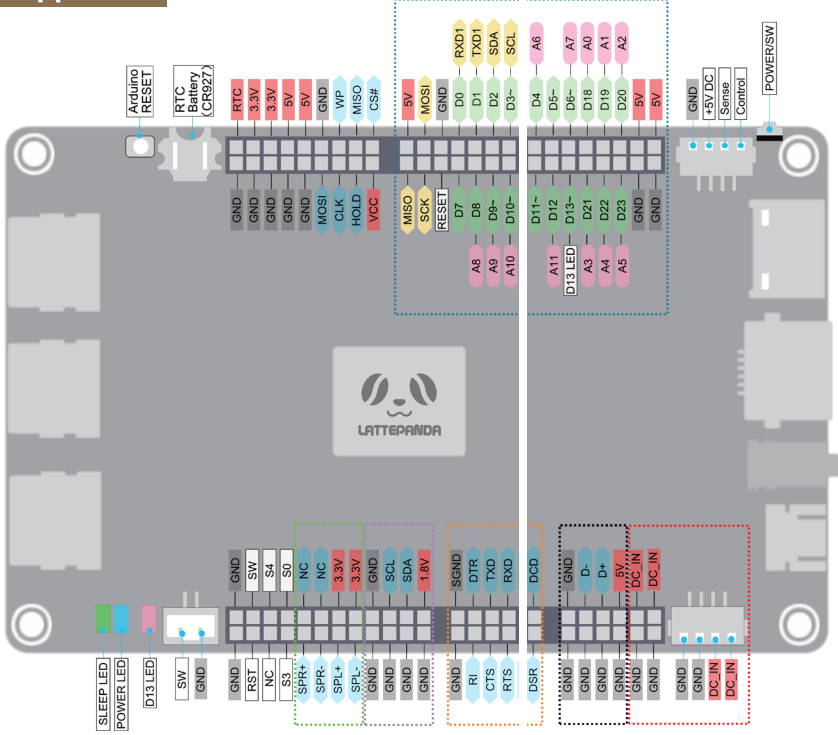 Arduino
RESET
RTC
Battery
(CR927)
RTC
3.3V
3.3V
5V
5V
GND
WP
MISO
CS#
5V
MOSI
GND
RXD1
D0
TXD1
D1
SDA
D2
SCL
D3~
A6
D4
D5~
A7
D6~
A0
D18
A1
D19
A2
D20
5V
5V
GND
+5V DC
Sense
Control
POWER/SW
GND
GND
GND
GND
GND
MOSI
CLK
HOLD
VCC
MISO
SCK
RESET
D7
D8
A8
D9~
A9
D10~
A10
D11~
D12
A11
D13~
D13 LED
D21
A3
D22
A4
D23
A5
GND
GND
LATTEPANDA
GND
SW
S4
S0
NC
NC
3.3V
3.3V
GND
SCL
SDA
1.8V
SGND
DTR
TXD
RXD
DCD
GND
D-
D+
5V
DC_IN
DC_IN
SLEEP LED
POWER LED
D13 LED
SW
GND
GND
RST
NC
S3
SPR+
SPR-
SPL+
SPL-
GND
GND
GND
GND
GND
RI
CTS
RTS
DSR
GND
GND
GND
GND
GND
GND
GND
GND
DC_IN
DC_IN